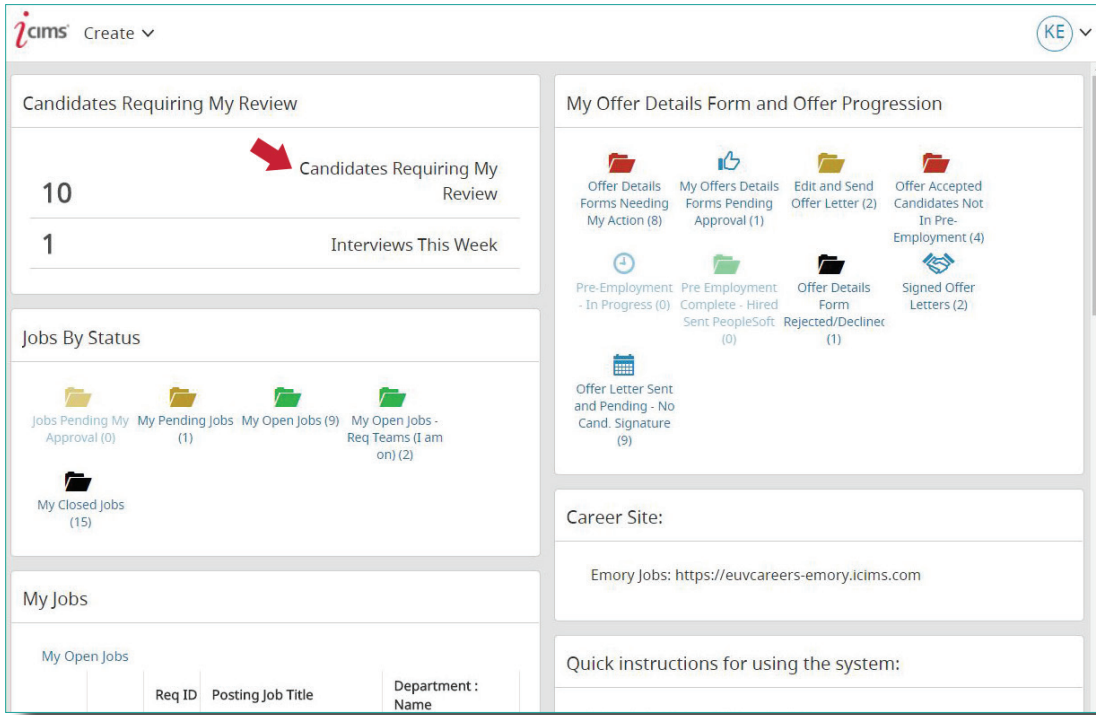 icims Create
KE
Candidates Requiring My Review
10
Candidates Requiring My
Review
1
Interviews This Week
Jobs By Status
Jobs Pending My
Approval (0)
My Pending Jobs
(1)
My Open Jobs (9)
My Open Jobs -
Req Teams (I am
on) (2)
My Closed Jobs
(15)
My Jobs
My Open Jobs
Req ID
Posting Job Title
Department :
Name
My Offer Details Form and Offer Progression
Offer Details
Forms Needing
My Action (8)
My Offers Details
Forms Pending
Approval (1)
Edit and Send
Offer Letter (2)
Offer Accepted
Candidates Not
In Pre-
Employment (4)
Pre-Employment
- In Progress (0)
Pre Employment
Complete - Hired
Sent PeopleSoft
(0)
Offer Details
Form
Rejected/Declined
(1)
Signed Offer
Letters (2)
Offer Letter Sent
and Pending - No
Cand. Signature
(9)
Career Site:
Emory Jobs: https://euvcareers-emory.icims.com
Quick instructions for using the system: